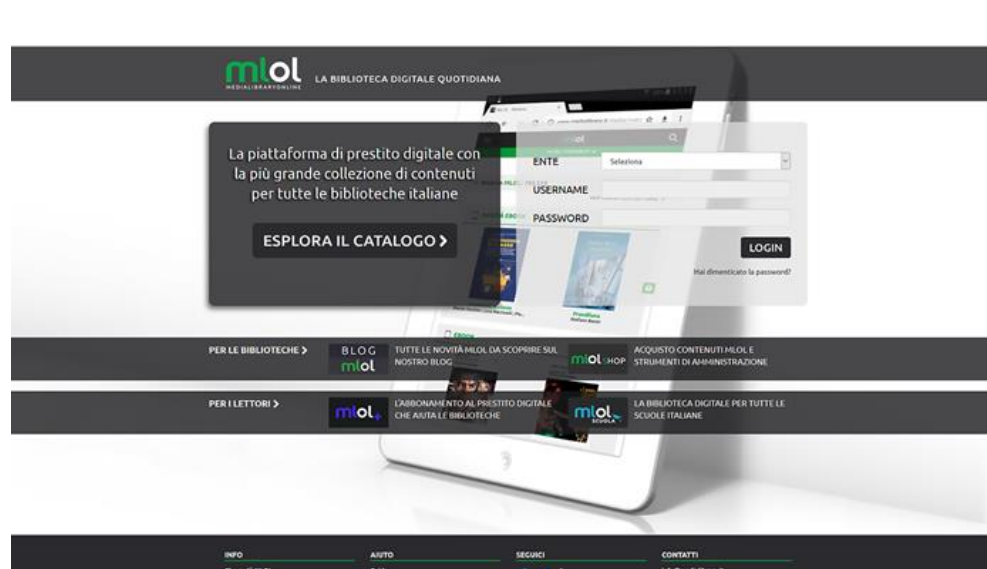 mlol
MEDIALIBRARYONLINE
LA BIBLIOTECA DIGITALE QUOTIDIANA
La piattaforma di prestito digitale con
la più grande collezione di contenuti
per tutte le biblioteche italiane
ESPLORA IL CATALOGO >
ENTE
Seleziona
USERNAME
PASSWORD
LOGIN
Hai dimenticato la password?
mlol
EBOOK
PER LE BIBLIOTECHE >
BLOG
mlol
TUTTE LE NOVITÀ MLOL DA SCOPRIRE SUL
NOSTRO BLOG
mlol SHOP
ACQUISTO CONTENUTI MLOL E
STRUMENTI DI AMMINISTRAZIONE
PER I LETTORI >
mlol+
L'ABBONAMENTO AL PRESTITO DIGITALE
CHE AIUTA LE BIBLIOTECHE
mlol
SCUOLA
LA BIBLIOTECA DIGITALE PER TUTTE LE
SCUOLE ITALIANE
INFO
AIUTO
SEGUICI
CONTATTI